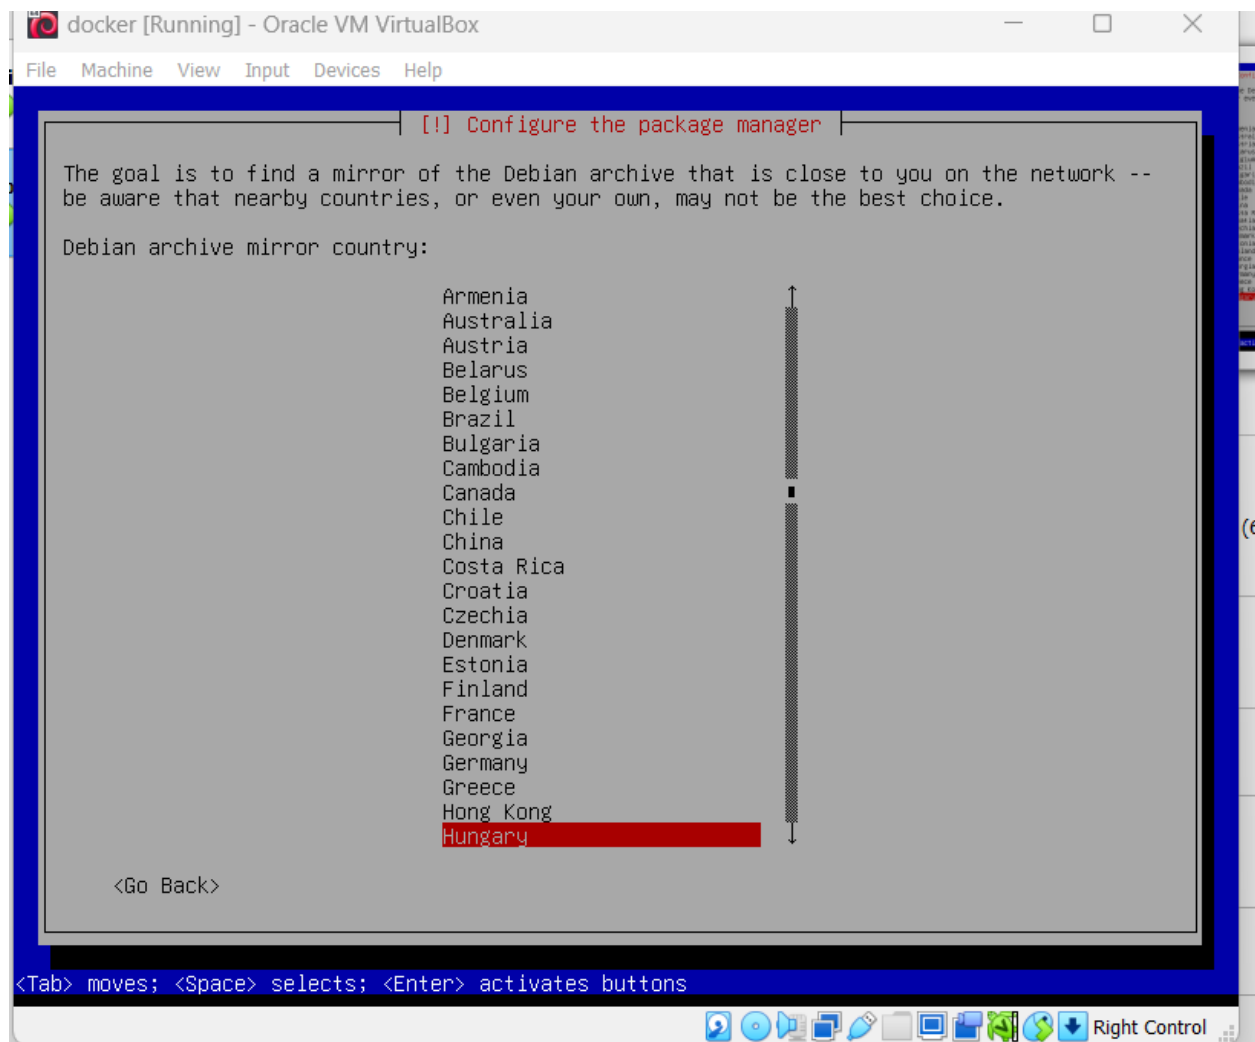 docker [Running] - Oracle VM VirtualBox
File Machine View Input Devices Help
[!] Configure the package manager
The goal is to find a mirror of the Debian archive that is close to you on the network --
be aware that nearby countries, or even your own, may not be the best choice.
Debian archive mirror country:
Armenia
Australia
Austria
Belarus
Belgium
Brazil
Bulgaria
Cambodia
Canada
Chile
China
Costa Rica
Croatia
Czechia
Denmark
Estonia
Finland
France
Georgia
Germany
Greece
Hong Kong
Hungary
<Go Back>
<Tab> moves; <Space> selects; <Enter> activates buttons
Right Control